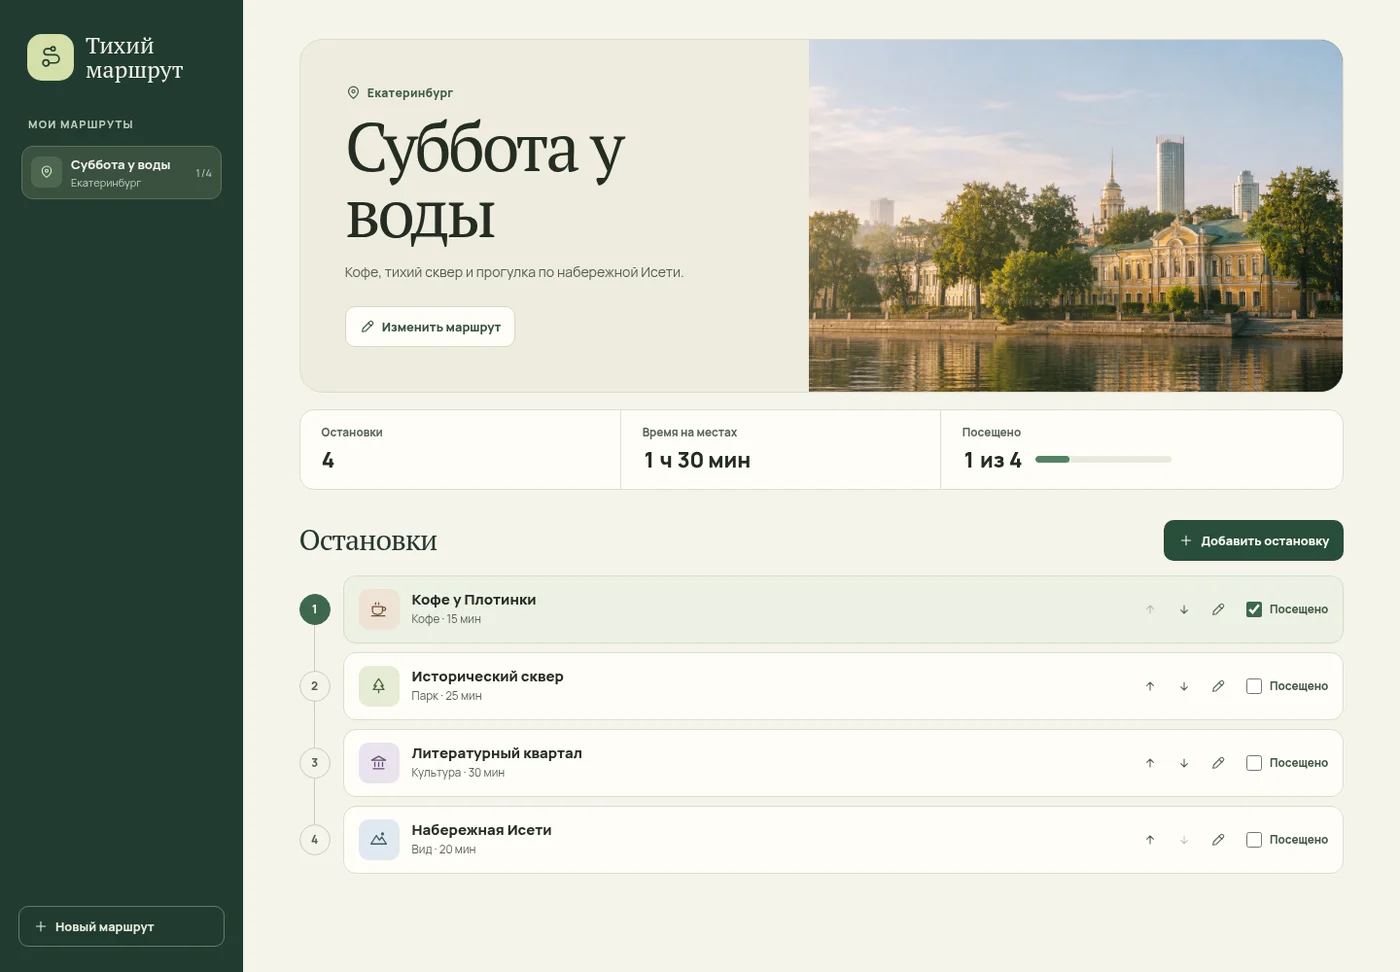 Тихий
маршрут
МОИ МАРШРУТЫ
Суббота у воды
Екатеринбург
1/4
Новый маршрут
Екатеринбург
Суббота у
воды
Кофе, тихий сквер и прогулка по набережной Исети.
Изменить маршрут
Остановки
4
Время на местах
1 ч 30 мин
Посещено
1 из 4
Остановки
Добавить остановку
1
Кофе у Плотинки
Кофе · 15 мин
Посещено
2
Исторический сквер
Парк · 25 мин
Посещено
3
Литературный квартал
Культура · 30 мин
Посещено
4
Набережная Исети
Вид · 20 мин
Посещено